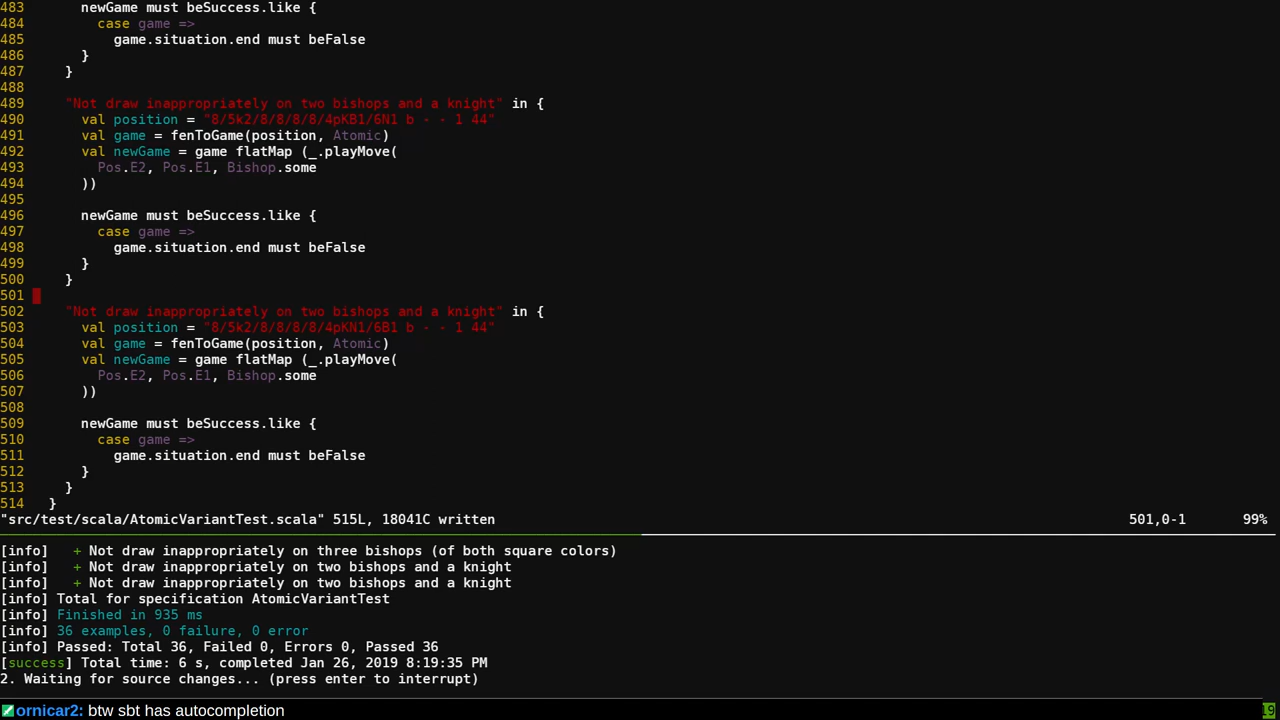 483       newGame must beSuccess.like {
484         case game =>
485           game.situation.end must beFalse
486       }
487     }
488
489     "Not draw inappropriately on two bishops and a knight" in {
490       val position = "8/5k2/8/8/8/8/4pKB1/6N1 b - - 1 44"
491       val game = fenToGame(position, Atomic)
492       val newGame = game flatMap (_.playMove(
493         Pos.E2, Pos.E1, Bishop.some
494       ))
495
496       newGame must beSuccess.like {
497         case game =>
498           game.situation.end must beFalse
499       }
500     }
501
502     "Not draw inappropriately on two bishops and a knight" in {
503       val position = "8/5k2/8/8/8/8/4pKN1/6B1 b - - 1 44"
504       val game = fenToGame(position, Atomic)
505       val newGame = game flatMap (_.playMove(
506         Pos.E2, Pos.E1, Bishop.some
507       ))
508
509       newGame must beSuccess.like {
510         case game =>
511           game.situation.end must beFalse
512       }
513     }
514   }
"src/test/scala/AtomicVariantTest.scala" 515L, 18041C written 501,0-1 99%
[info]   + Not draw inappropriately on three bishops (of both square colors)
[info]   + Not draw inappropriately on two bishops and a knight
[info]   + Not draw inappropriately on two bishops and a knight
[info] Total for specification AtomicVariantTest
[info] Finished in 935 ms
[info] 36 examples, 0 failure, 0 error
[info] Passed: Total 36, Failed 0, Errors 0, Passed 36
[success] Total time: 6 s, completed Jan 26, 2019 8:19:35 PM
2. Waiting for source changes... (press enter to interrupt)
ornicar2: btw sbt has autocompletion